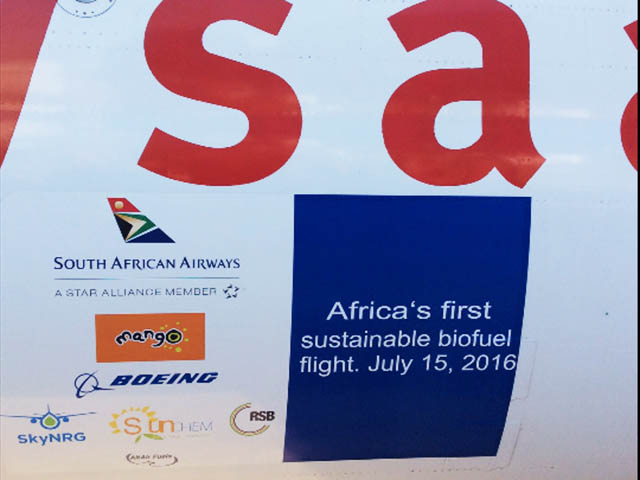 saa
SOUTH AFRICAN AIRWAYS
A STAR ALLIANCE MEMBER
mango
BOEING
SkyNRG
SunCHEM
RSB
Africa's first
sustainable biofuel
flight. July 15, 2016